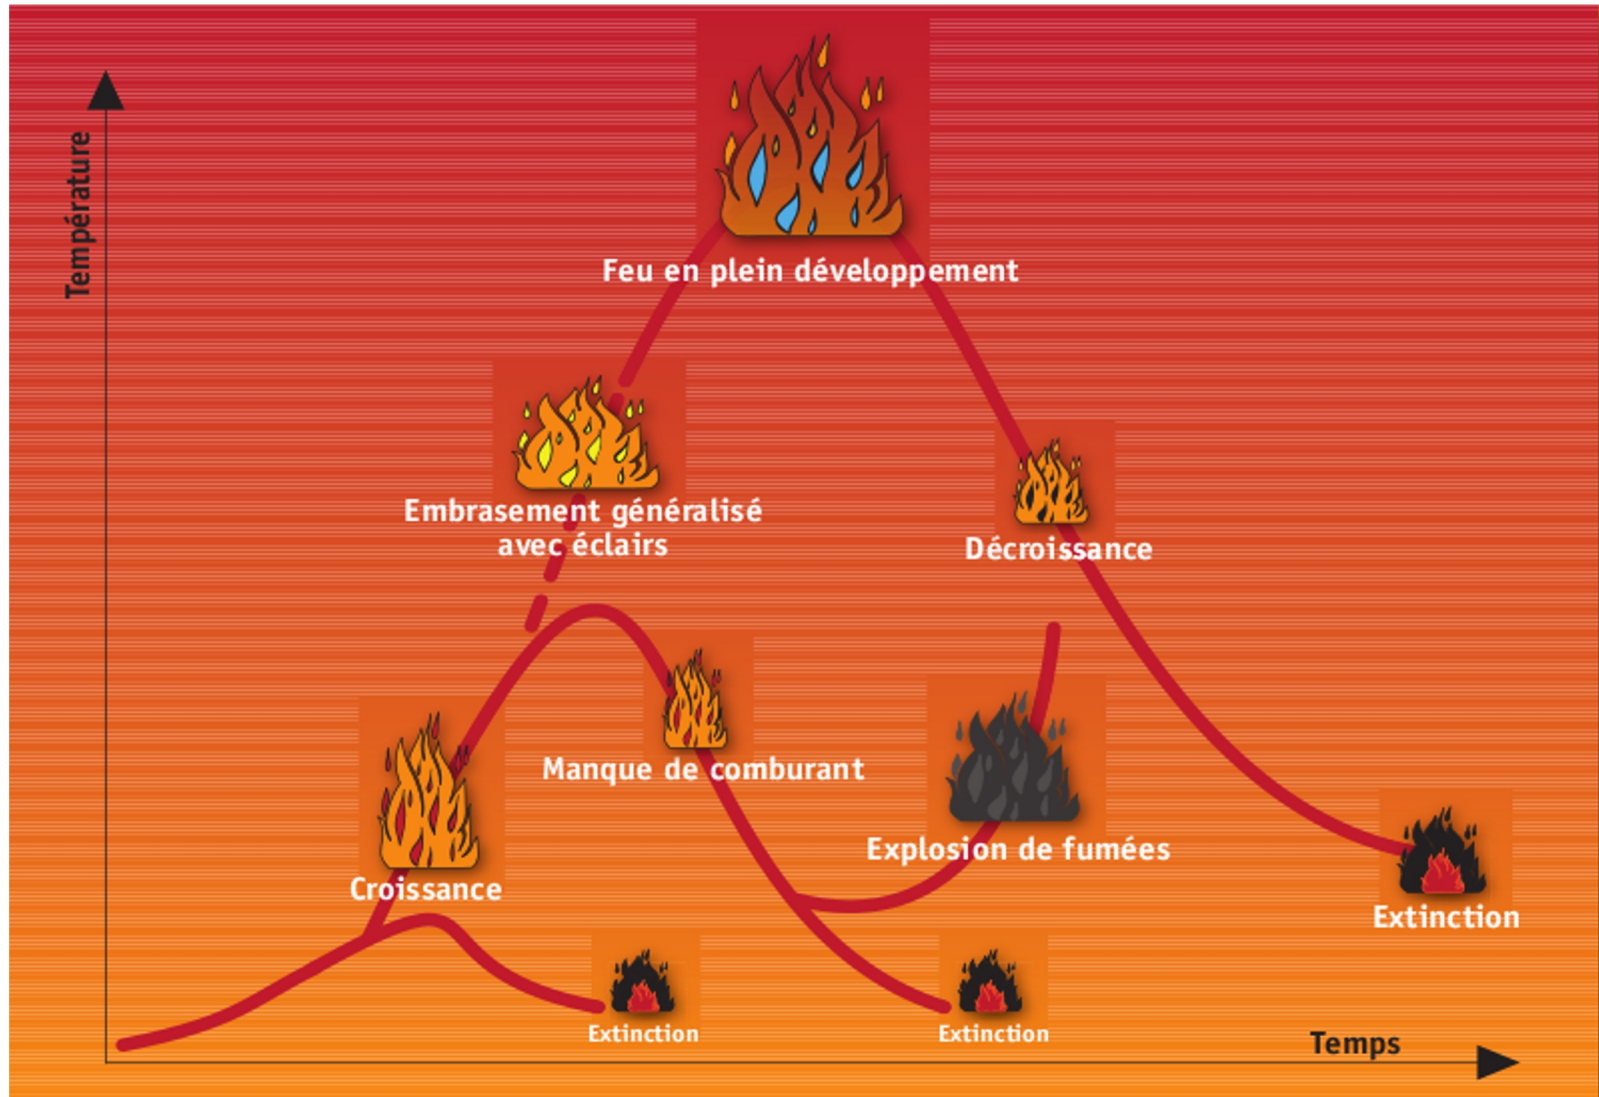 Température
Feu en plein développement
Embrasement généralisé
avec éclairs
Décroissance
Manque de comburant
Explosion de fumées
Croissance
Extinction
Extinction
Extinction
Temps